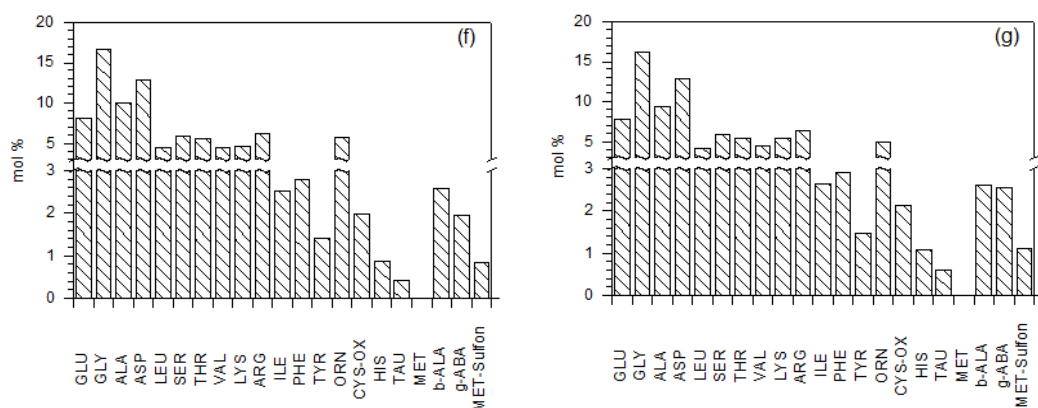 (f)
20
15
10
5
3
2
1
0
mol %
GLU
GLY
ALA
ASP
LEU
SER
THR
VAL
LYS
ARG
ILE
PHE
TYR
ORN
CYS-OX
HIS
TAU
MET
b-ALA
g-ABA
MET-Sulfon
(g)
20
15
10
5
3
2
1
0
mol %
GLU
GLY
ALA
ASP
LEU
SER
THR
VAL
LYS
ARG
ILE
PHE
TYR
ORN
CYS-OX
HIS
TAU
MET
b-ALA
g-ABA
MET-Sulfon